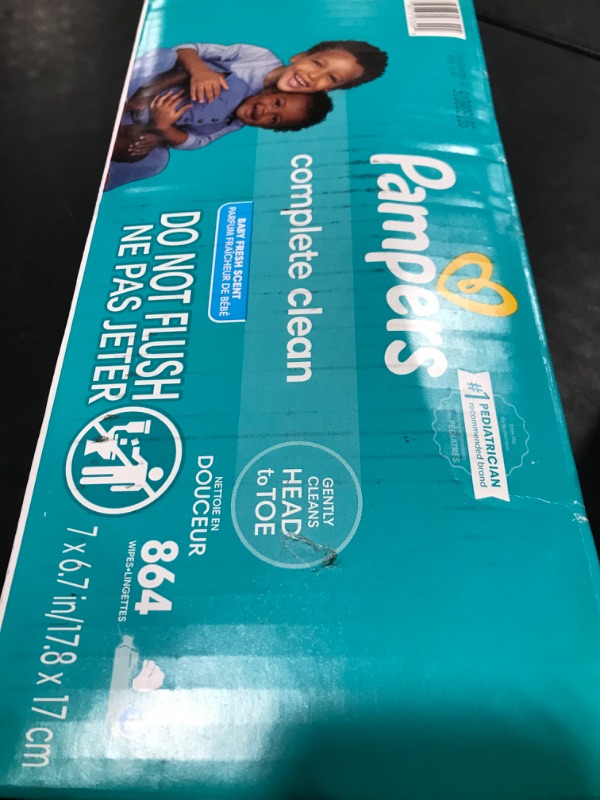 Pampers
#1 PEDIATRICIAN
recommended brand
PÉDIATRES
complete clean
BABY FRESH SCENT
PARFUM FRAÎCHEUR DE BÉBÉ
GENTLY
CLEANS
HEAD
to TOE
NETTOIE EN
DOUCEUR
DO NOT FLUSH
NE PAS JETER
864
WIPES•LINGETTES
7 x 6.7 in/17.8 x 17 cm